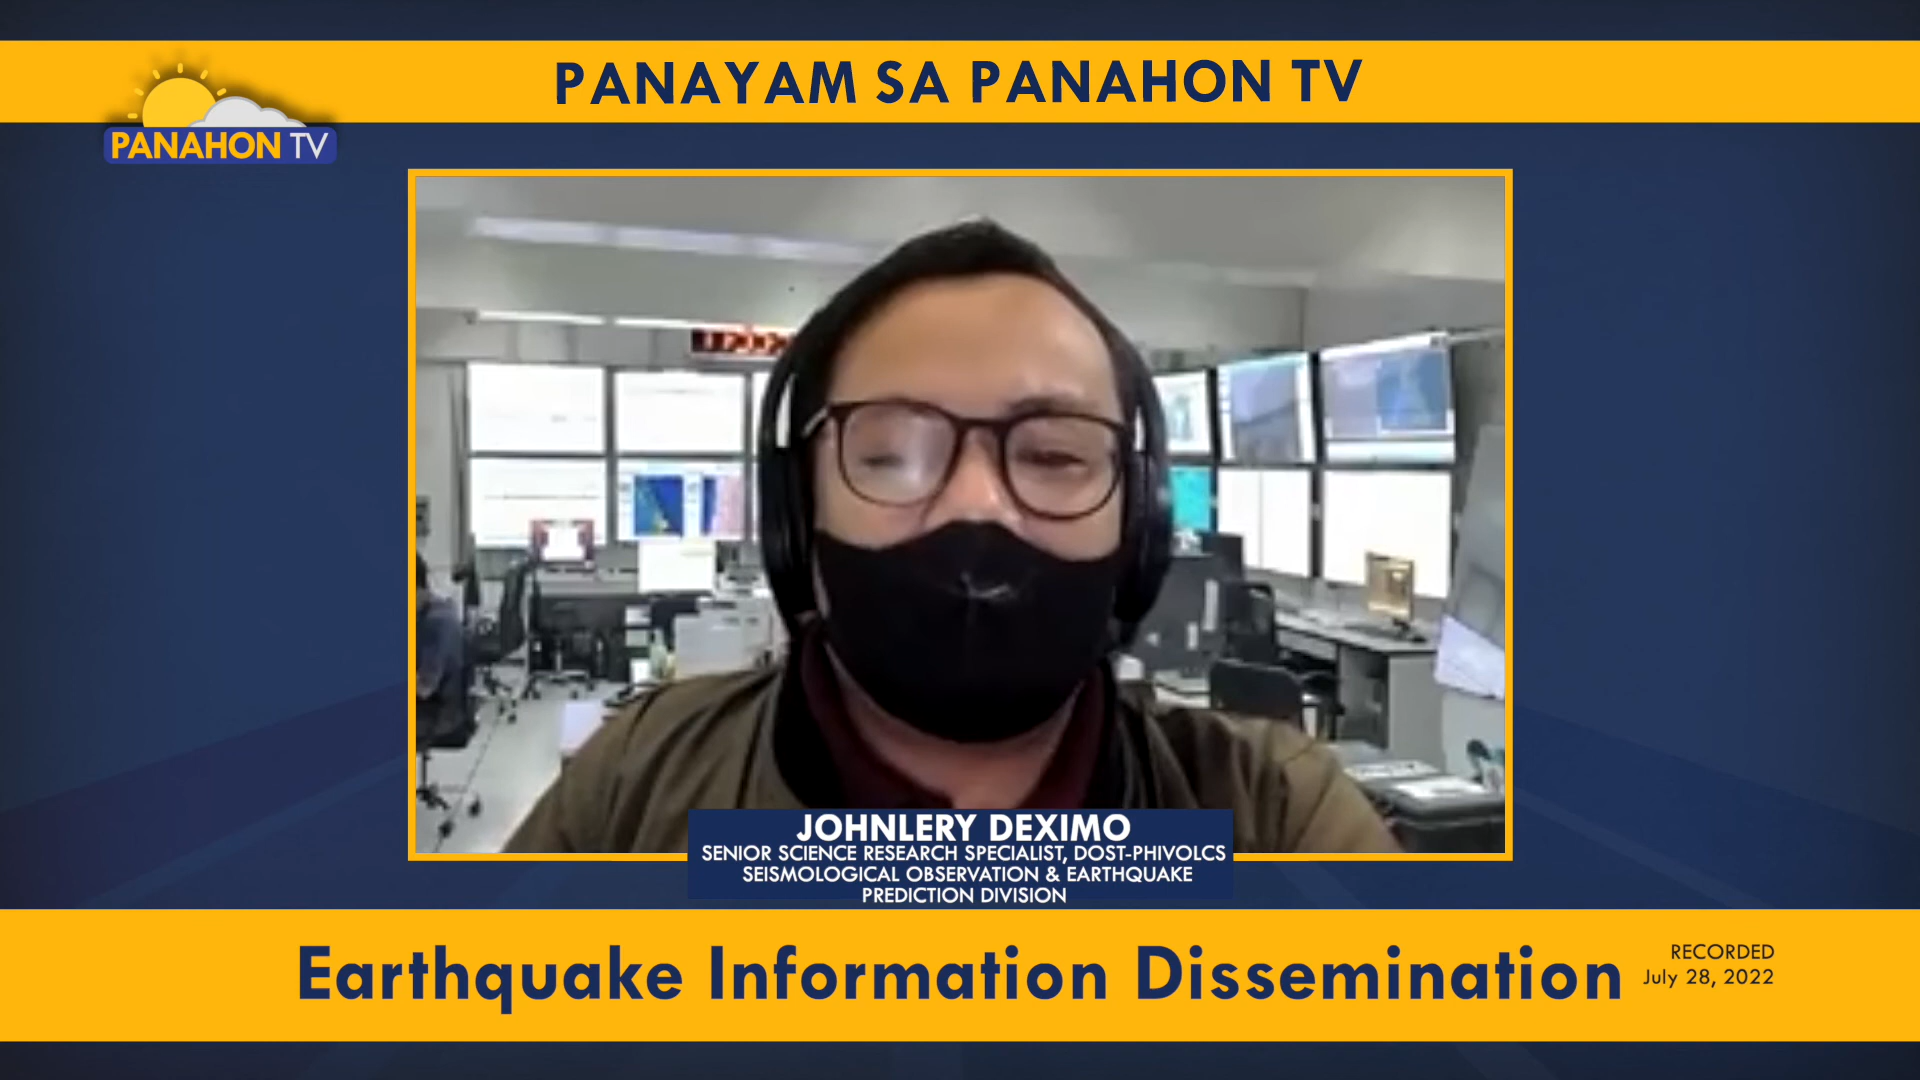 PANAYAM SA PANAHON TV
PANAHON TV
JOHNLERY DEXIMO
SENIOR SCIENCE RESEARCH SPECIALIST, DOST-PHIVOLCS
SEISMOLOGICAL OBSERVATION & EARTHQUAKE
PREDICTION DIVISION
Earthquake Information Dissemination
RECORDED
July 28, 2022